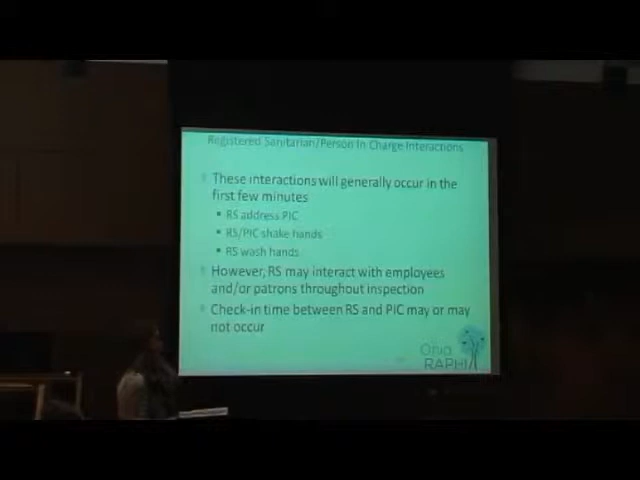 Registered Sanitarian/Person In Charge Interactions
These interactions will generally occur in the
first few minutes
RS address PIC
RS/PIC shake hands
RS wash hands
However, RS may interact with employees
and/or patrons throughout inspection
Check-in time between RS and PIC may or may
not occur
Ohio
RAPHI